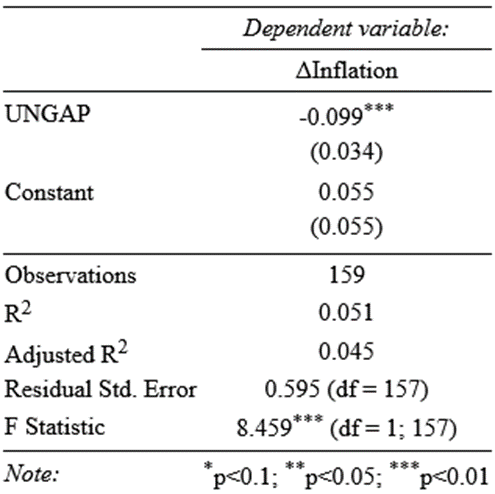 Dependent variable:
ΔInflation
UNGAP -0.099***
(0.034)
Constant 0.055
(0.055)
Observations 159
R2 0.051
Adjusted R2 0.045
Residual Std. Error 0.595 (df = 157)
F Statistic 8.459*** (df = 1; 157)
Note: *p<0.1; **p<0.05; ***p<0.01